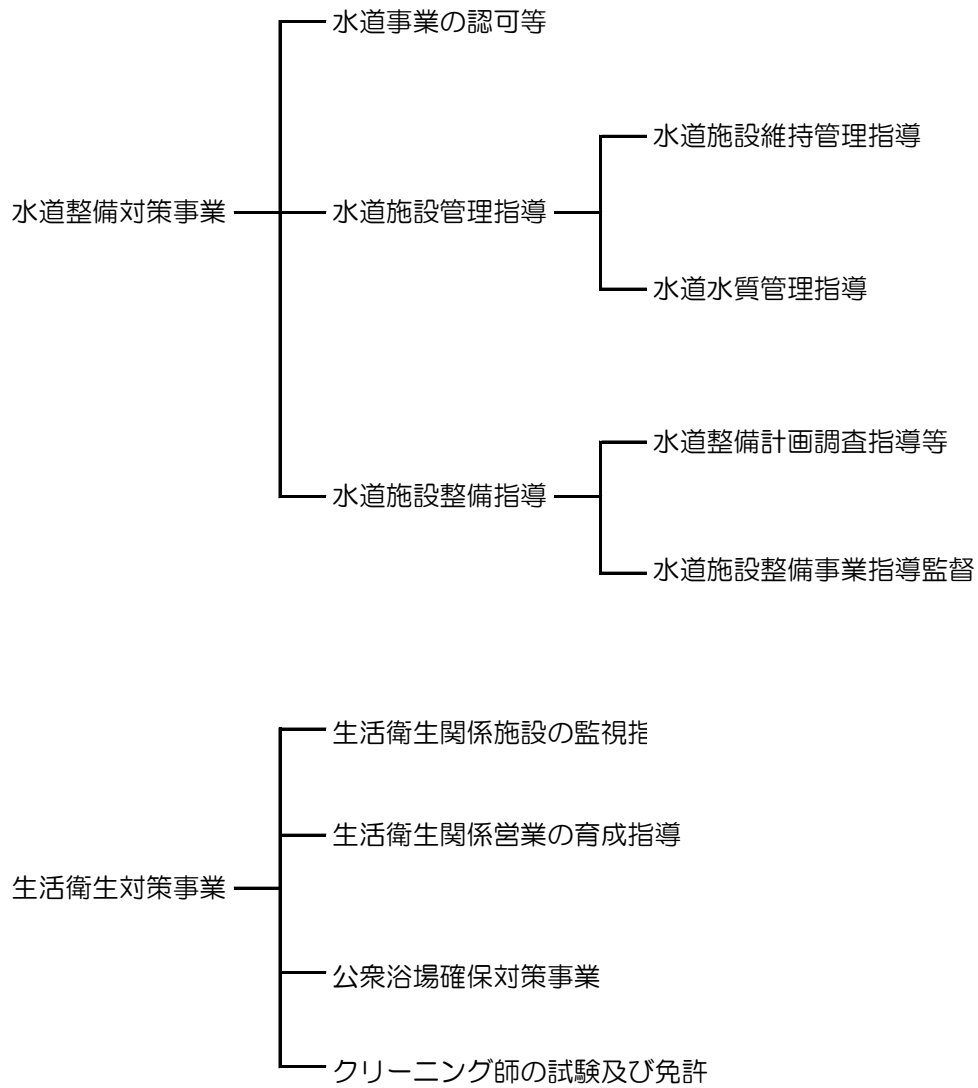 水道事業の認可等
水道施設維持管理指導
水道整備対策事業
水道施設管理指導
水道水質管理指導
水道整備計画調査指導等
水道施設整備指導
水道施設整備事業指導監督
生活衛生関係施設の監視指
生活衛生関係営業の育成指導
生活衛生対策事業
公衆浴場確保対策事業
クリーニング師の試験及び免許